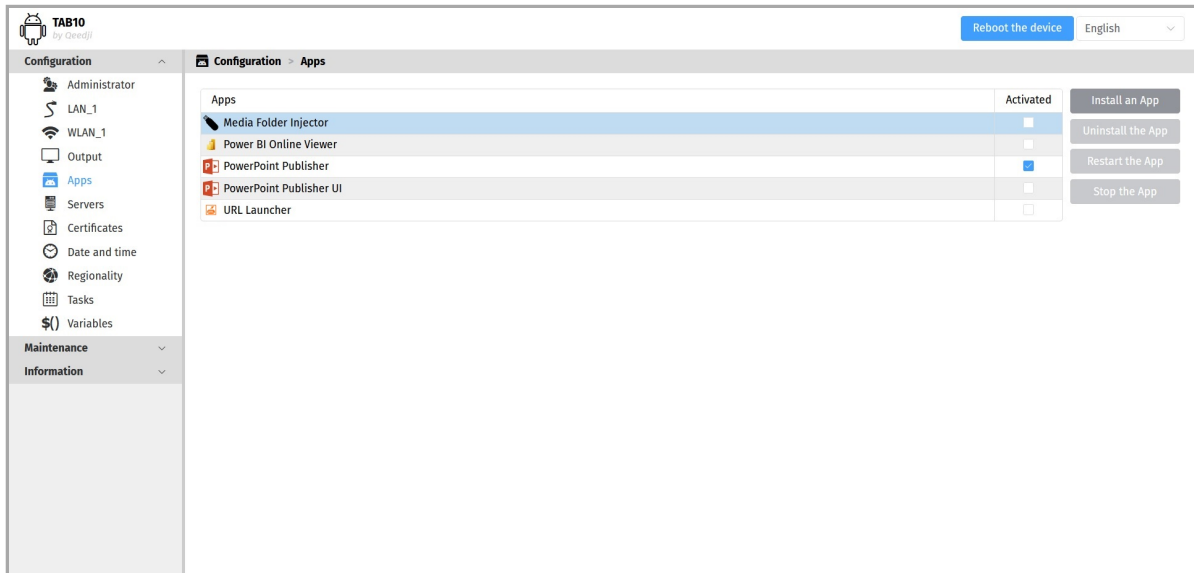 TAB10
by Qeedji
Reboot the device
English
Configuration
Configuration > Apps
Administrator
LAN_1
WLAN_1
Output
Apps
Servers
Certificates
Date and time
Regionality
Tasks
$() Variables
Maintenance
Information
Apps Activated
Media Folder Injector
Power BI Online Viewer
PowerPoint Publisher
PowerPoint Publisher UI
URL Launcher
Install an App
Uninstall the App
Restart the App
Stop the App